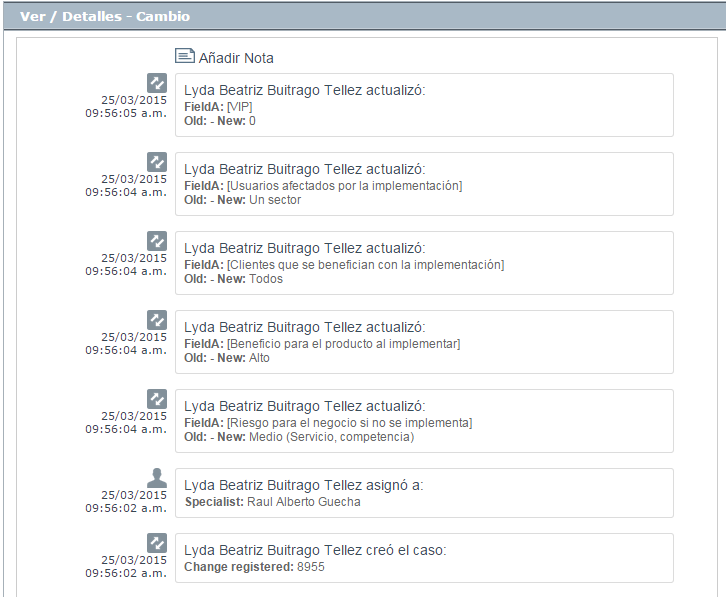 Ver / Detalles - Cambio
Añadir Nota
25/03/2015
09:56:05 a.m.
Lyda Beatriz Buitrago Tellez actualizó:
FieldA: [VIP]
Old: - New: 0
25/03/2015
09:56:04 a.m.
Lyda Beatriz Buitrago Tellez actualizó:
FieldA: [Usuarios afectados por la implementación]
Old: - New: Un sector
25/03/2015
09:56:04 a.m.
Lyda Beatriz Buitrago Tellez actualizó:
FieldA: [Clientes que se benefician con la implementación]
Old: - New: Todos
25/03/2015
09:56:04 a.m.
Lyda Beatriz Buitrago Tellez actualizó:
FieldA: [Beneficio para el producto al implementar]
Old: - New: Alto
25/03/2015
09:56:04 a.m.
Lyda Beatriz Buitrago Tellez actualizó:
FieldA: [Riesgo para el negocio si no se implementa]
Old: - New: Medio (Servicio, competencia)
25/03/2015
09:56:02 a.m.
Lyda Beatriz Buitrago Tellez asignó a:
Specialist: Raul Alberto Guecha
25/03/2015
09:56:02 a.m.
Lyda Beatriz Buitrago Tellez creó el caso:
Change registered: 8955